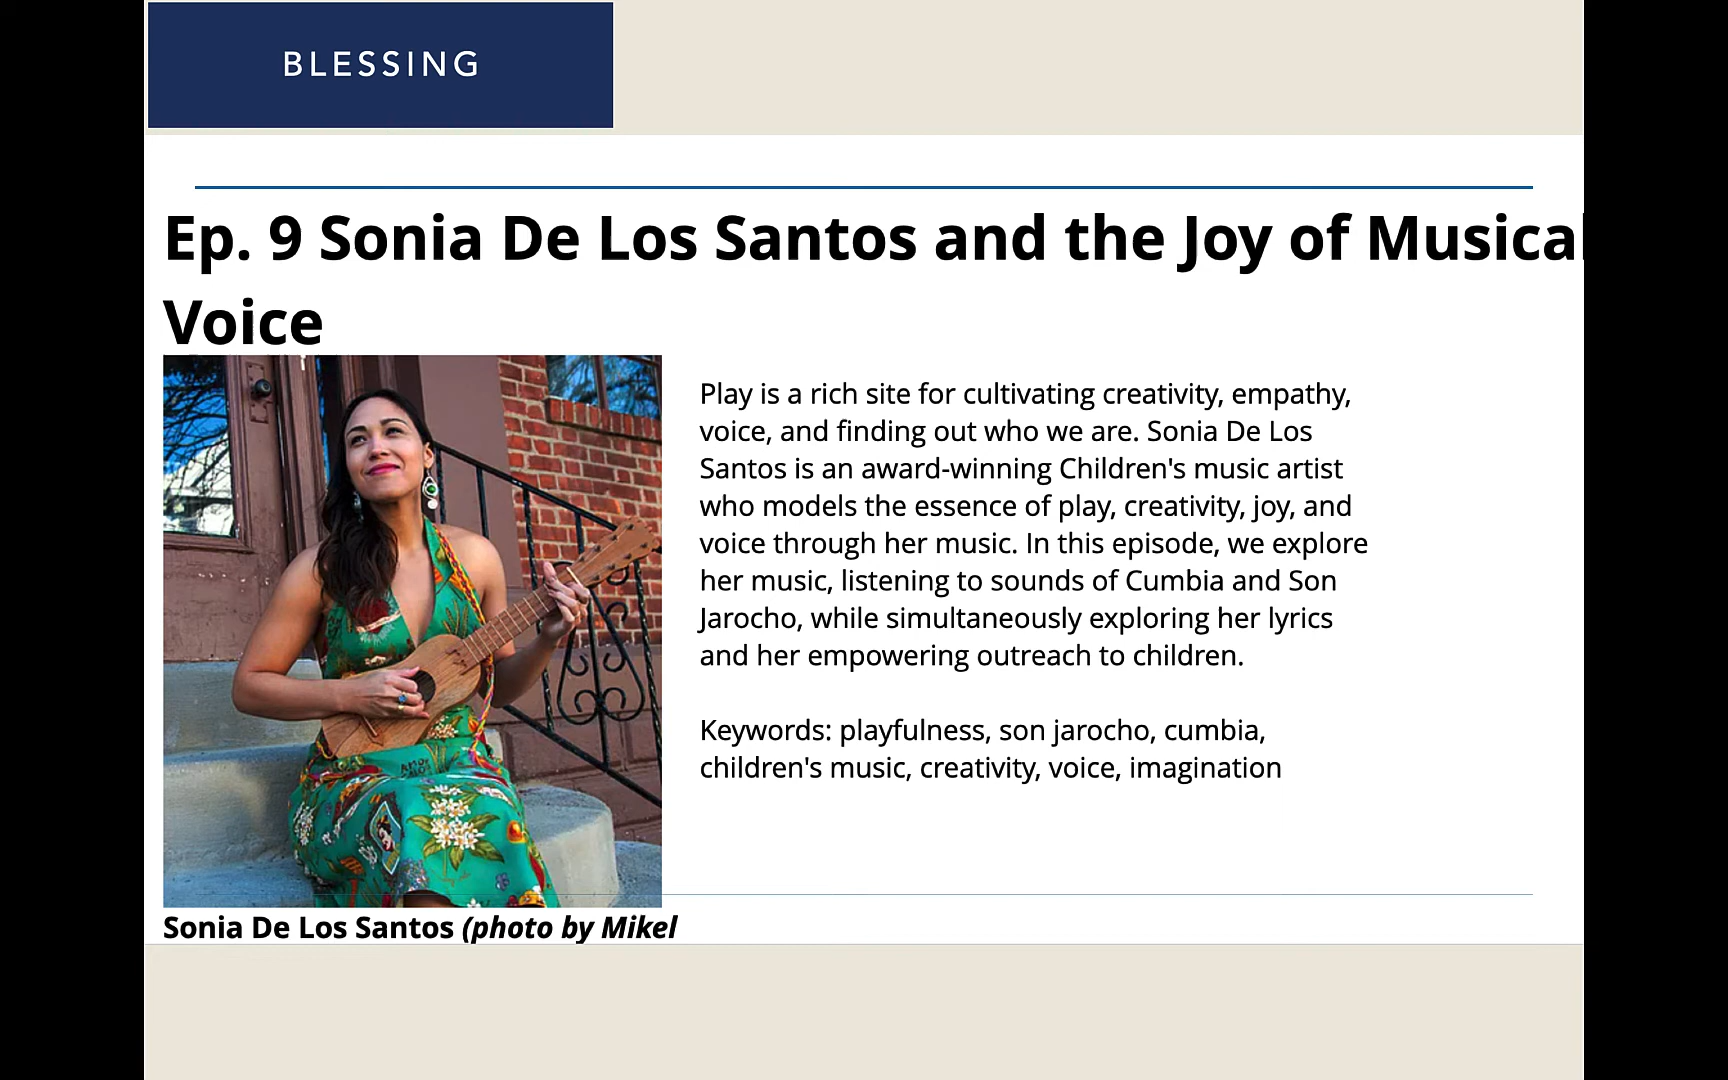 BLESSING
Ep. 9 Sonia De Los Santos and the Joy of Musical
Voice
Play is a rich site for cultivating creativity, empathy,
voice, and finding out who we are. Sonia De Los
Santos is an award-winning Children's music artist
who models the essence of play, creativity, joy, and
voice through her music. In this episode, we explore
her music, listening to sounds of Cumbia and Son
Jarocho, while simultaneously exploring her lyrics
and her empowering outreach to children.
Keywords: playfulness, son jarocho, cumbia,
children's music, creativity, voice, imagination
Sonia De Los Santos (photo by Mikel